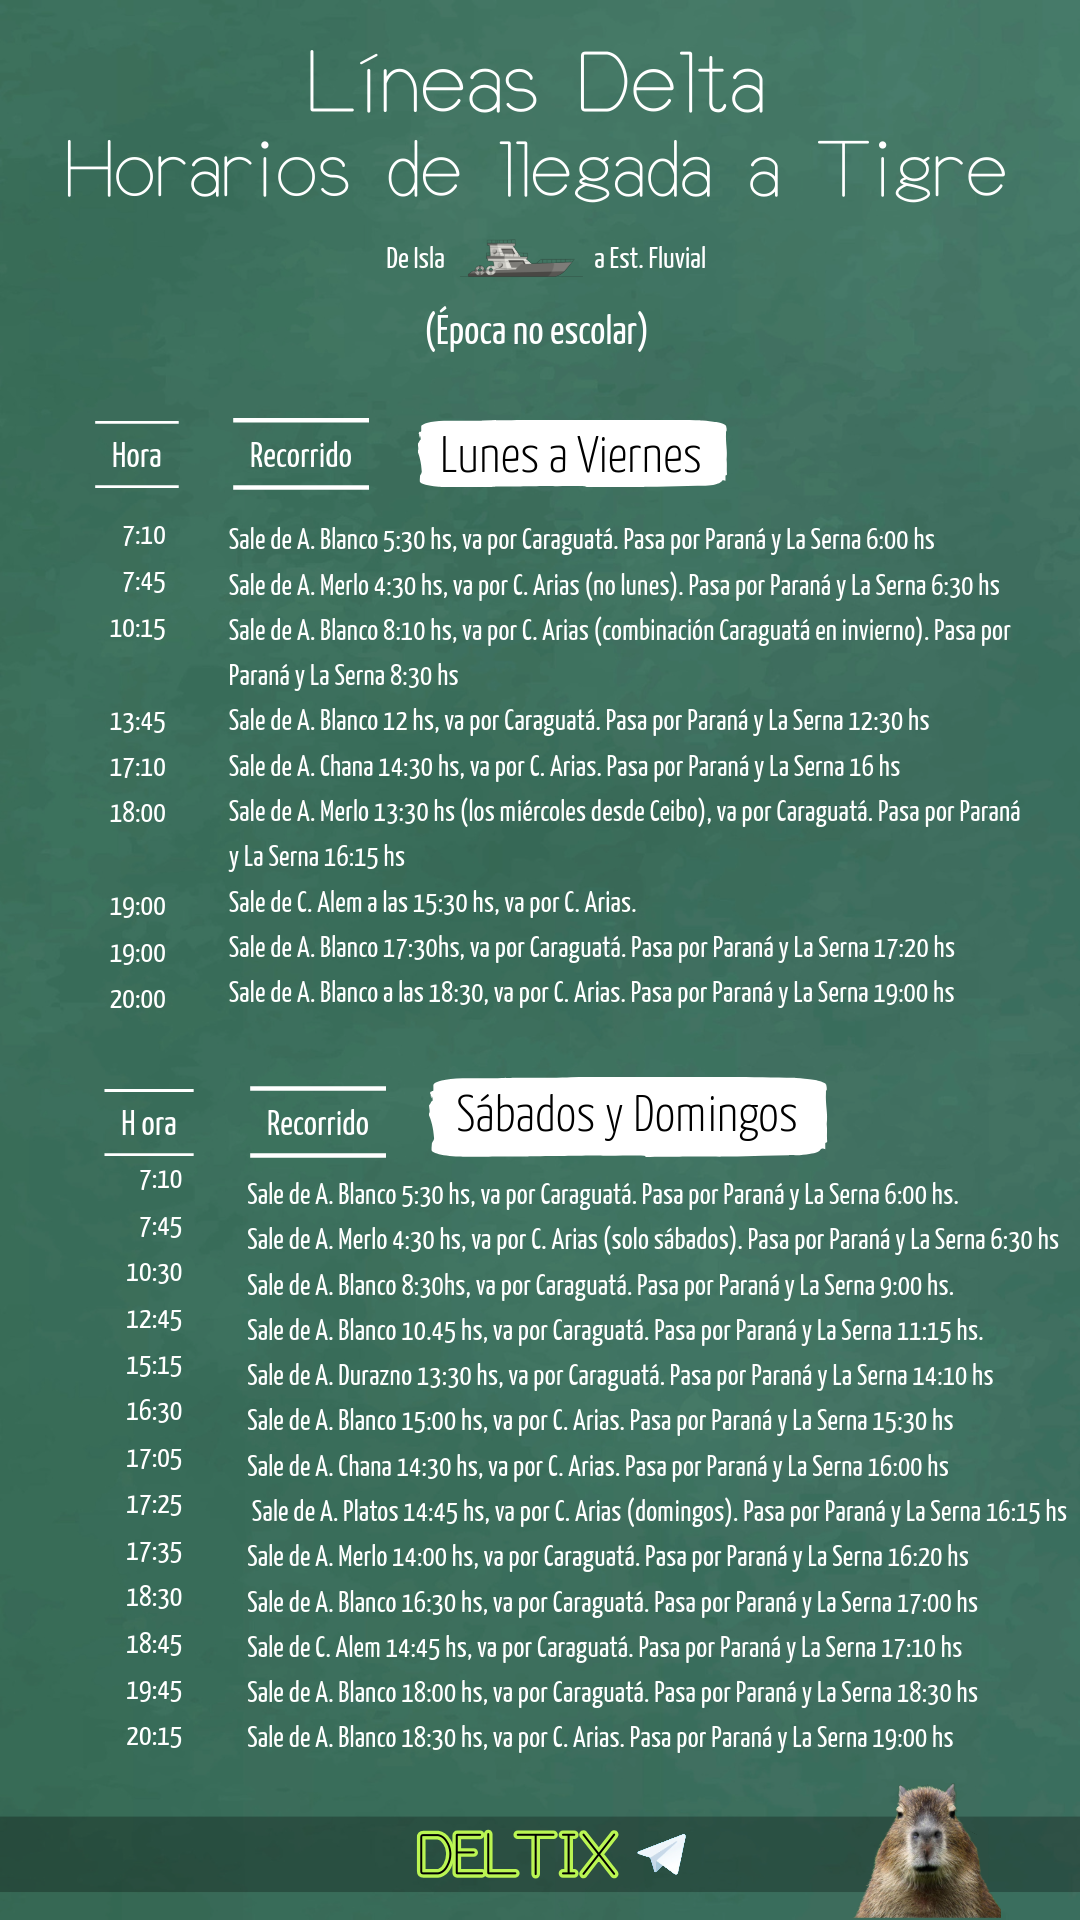 Líneas Delta
Horarios de llegada a Tigre
De Isla a Est. Fluvial
(Época no escolar)
Hora Recorrido Lunes a Viernes
7:10 Sale de A. Blanco 5:30 hs, va por Caraguatá. Pasa por Paraná y La Serna 6:00 hs
7:45 Sale de A. Merlo 4:30 hs, va por C. Arias (no lunes). Pasa por Paraná y La Serna 6:30 hs
10:15 Sale de A. Blanco 8:10 hs, va por C. Arias (combinación Caraguatá en invierno). Pasa por
Paraná y La Serna 8:30 hs
13:45 Sale de A. Blanco 12 hs, va por Caraguatá. Pasa por Paraná y La Serna 12:30 hs
17:10 Sale de A. Chana 14:30 hs, va por C. Arias. Pasa por Paraná y La Serna 16 hs
18:00 Sale de A. Merlo 13:30 hs (los miércoles desde Ceibo), va por Caraguatá. Pasa por Paraná
y La Serna 16:15 hs
19:00 Sale de C. Alem a las 15:30 hs, va por C. Arias.
19:00 Sale de A. Blanco 17:30hs, va por Caraguatá. Pasa por Paraná y La Serna 17:20 hs
20:00 Sale de A. Blanco a las 18:30, va por C. Arias. Pasa por Paraná y La Serna 19:00 hs
H ora Recorrido Sábados y Domingos
7:10 Sale de A. Blanco 5:30 hs, va por Caraguatá. Pasa por Paraná y La Serna 6:00 hs.
7:45 Sale de A. Merlo 4:30 hs, va por C. Arias (solo sábados). Pasa por Paraná y La Serna 6:30 hs
10:30 Sale de A. Blanco 8:30hs, va por Caraguatá. Pasa por Paraná y La Serna 9:00 hs.
12:45 Sale de A. Blanco 10.45 hs, va por Caraguatá. Pasa por Paraná y La Serna 11:15 hs.
15:15 Sale de A. Durazno 13:30 hs, va por Caraguatá. Pasa por Paraná y La Serna 14:10 hs
16:30 Sale de A. Blanco 15:00 hs, va por C. Arias. Pasa por Paraná y La Serna 15:30 hs
17:05 Sale de A. Chana 14:30 hs, va por C. Arias. Pasa por Paraná y La Serna 16:00 hs
17:25 Sale de A. Platos 14:45 hs, va por C. Arias (domingos). Pasa por Paraná y La Serna 16:15 hs
17:35 Sale de A. Merlo 14:00 hs, va por Caraguatá. Pasa por Paraná y La Serna 16:20 hs
18:30 Sale de A. Blanco 16:30 hs, va por Caraguatá. Pasa por Paraná y La Serna 17:00 hs
18:45 Sale de C. Alem 14:45 hs, va por Caraguatá. Pasa por Paraná y La Serna 17:10 hs
19:45 Sale de A. Blanco 18:00 hs, va por Caraguatá. Pasa por Paraná y La Serna 18:30 hs
20:15 Sale de A. Blanco 18:30 hs, va por C. Arias. Pasa por Paraná y La Serna 19:00 hs
DELTIX